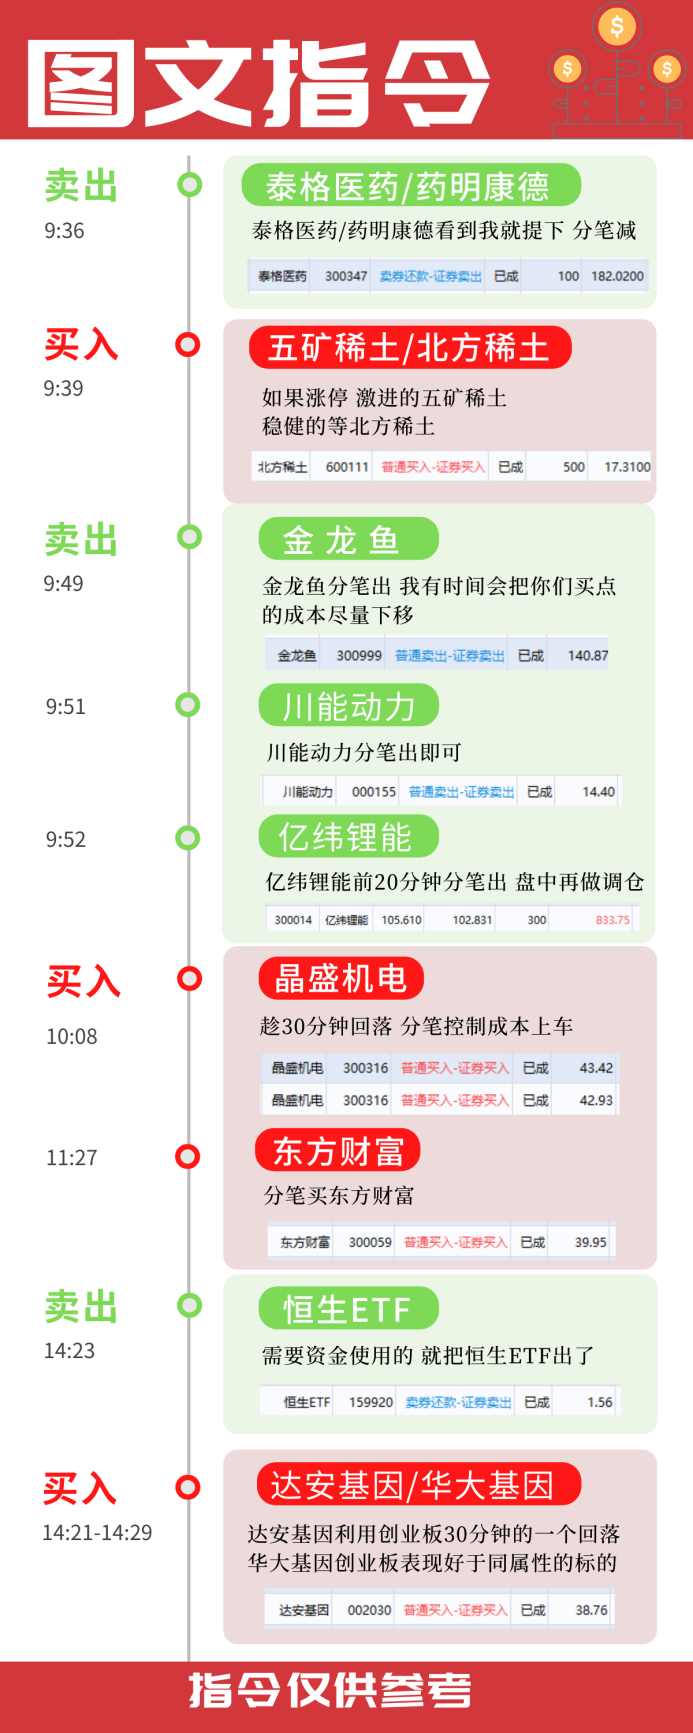 图文指令
卖出
9:36
泰格医药/药明康德
泰格医药/药明康德看到我就提下 分笔减
泰格医药 300347 卖券还款-证券卖出 已成 100 182.0200
买入
9:39
五矿稀土/北方稀土
如果涨停 激进的五矿稀土
稳健的等北方稀土
北方稀土 600111 普通买入-证券买入 已成 500 17.3100
卖出
9:49
金龙鱼
金龙鱼分笔出 我有时间会把你们买点
的成本尽量下移
金龙鱼 300999 普通卖出-证券卖出 已成 140.87
9:51
川能动力
川能动力分笔出即可
川能动力 000155 普通卖出-证券卖出 已成 14.40
9:52
亿纬锂能
亿纬锂能前20分钟分笔出 盘中再做调仓
300014 亿纬锂能 105.610 102.831 300 833.75
买入
10:08
晶盛机电
趁30分钟回落 分笔控制成本上车
晶盛机电 300316 普通买入-证券买入 已成 43.42
晶盛机电 300316 普通买入-证券买入 已成 42.93
11:27
东方财富
分笔买东方财富
东方财富 300059 普通买入-证券买入 已成 39.95
卖出
14:23
恒生ETF
需要资金使用的 就把恒生ETF出了
恒生ETF 159920 卖券还款-证券卖出 已成 1.56
买入
14:21-14:29
达安基因/华大基因
达安基因利用创业板30分钟的一个回落
华大基因创业板表现好于同属性的标的
达安基因 002030 普通买入-证券买入 已成 38.76
指令仅供参考